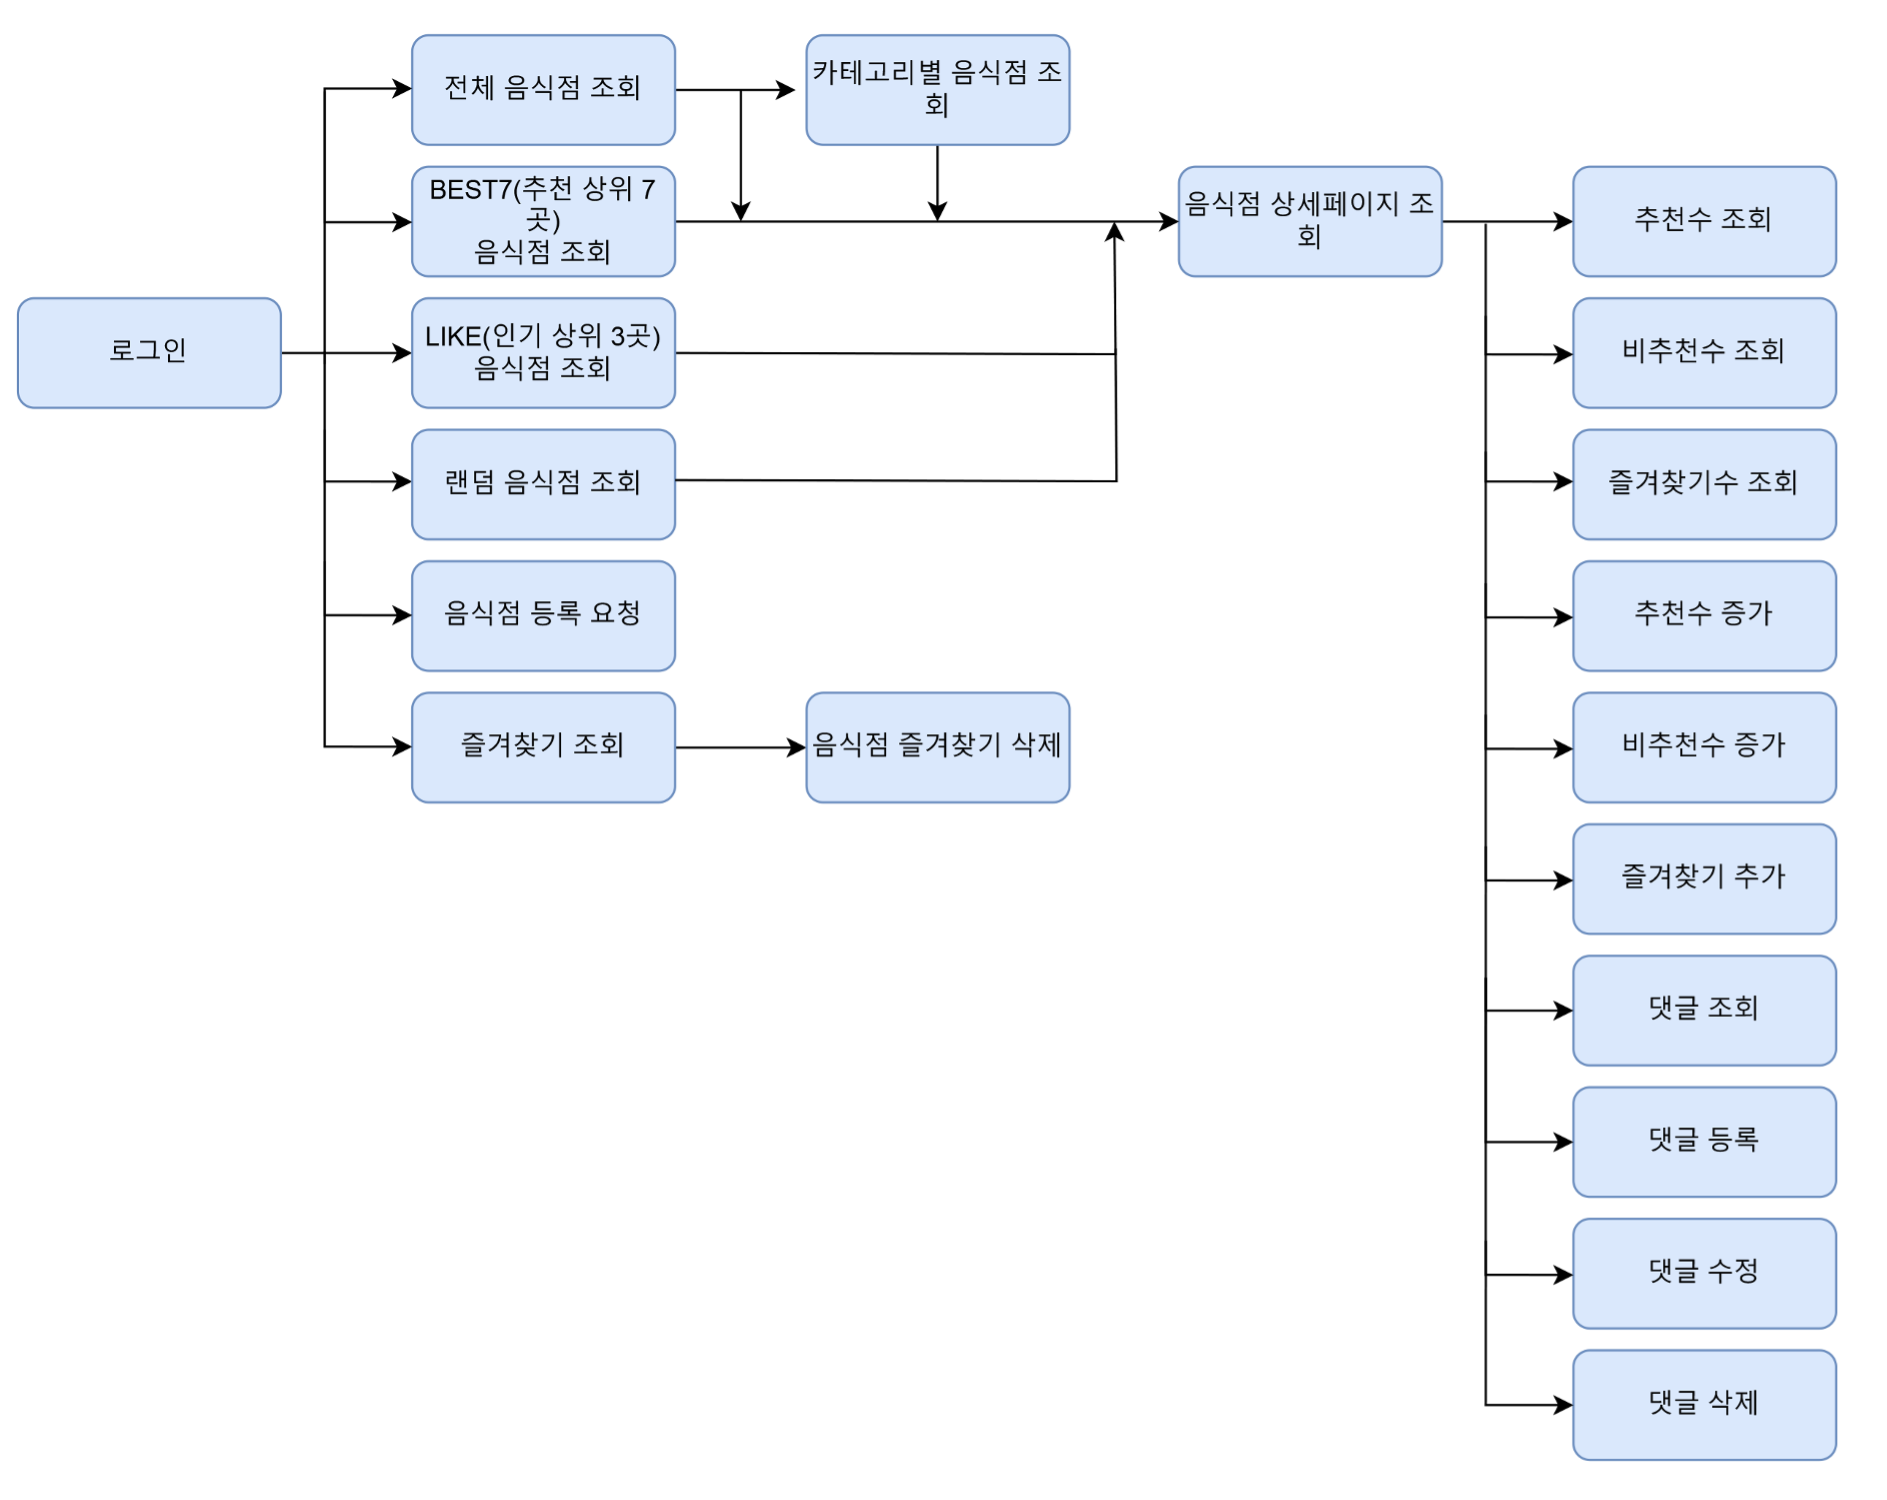 전체 음식점 조회
카테고리별 음식점 조
회
BEST7(추천 상위 7
곳)
음식점 조회
음식점 상세페이지 조
회
추천수 조회
로그인
LIKE(인기 상위 3곳)
음식점 조회
비추천수 조회
랜덤 음식점 조회
즐겨찾기수 조회
음식점 등록 요청
추천수 증가
즐겨찾기 조회
음식점 즐겨찾기 삭제
비추천수 증가
즐겨찾기 추가
댓글 조회
댓글 등록
댓글 수정
댓글 삭제